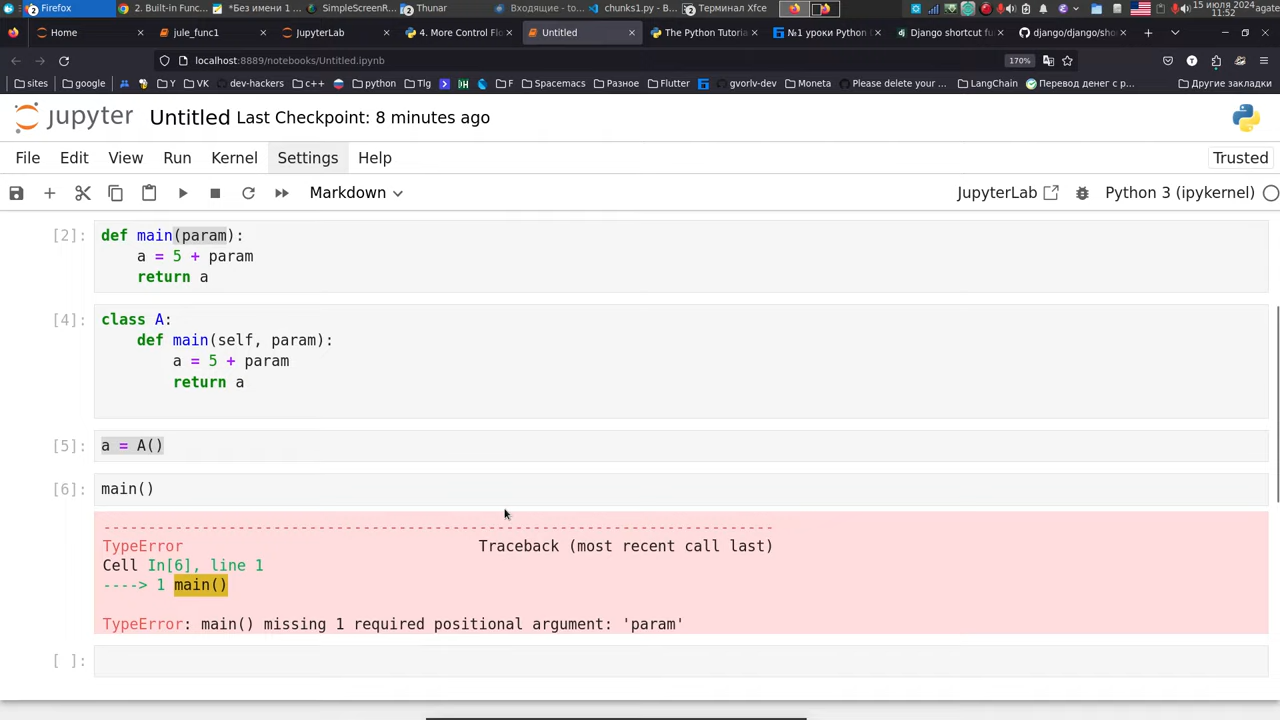 Firefox
2. Built-in Func...
*Без имени 1 - ...
SimpleScreenR...
2 Thunar
Входящие - to...
chunks1.py - B...
2 Терминал Xfce
15 июля 2024
11:52
agate
Home
jule_func1
JupyterLab
4. More Control Flo
Untitled
The Python Tutoria
№1 уроки Python (
Django shortcut fu
django/django/sho
localhost:8889/notebooks/Untitled.ipynb
170%
sites
google
Y
VK
dev-hackers
c++
python
Tlg
F
Spacemacs
Разное
Flutter
gvorlv-dev
Moneta
Please delete your ...
LangChain
Перевод денег с р...
Другие закладки
jupyter
Untitled Last Checkpoint: 8 minutes ago
File Edit View Run Kernel Settings Help
Trusted
Markdown
JupyterLab
Python 3 (ipykernel)
[2]: def main(param):
a = 5 + param
return a
[4]: class A:
def main(self, param):
a = 5 + param
return a
[5]: a = A()
[6]: main()
---------------------------------------------------------------------------
TypeError Traceback (most recent call last)
Cell In[6], line 1
----> 1 main()
TypeError: main() missing 1 required positional argument: 'param'
[ ]: